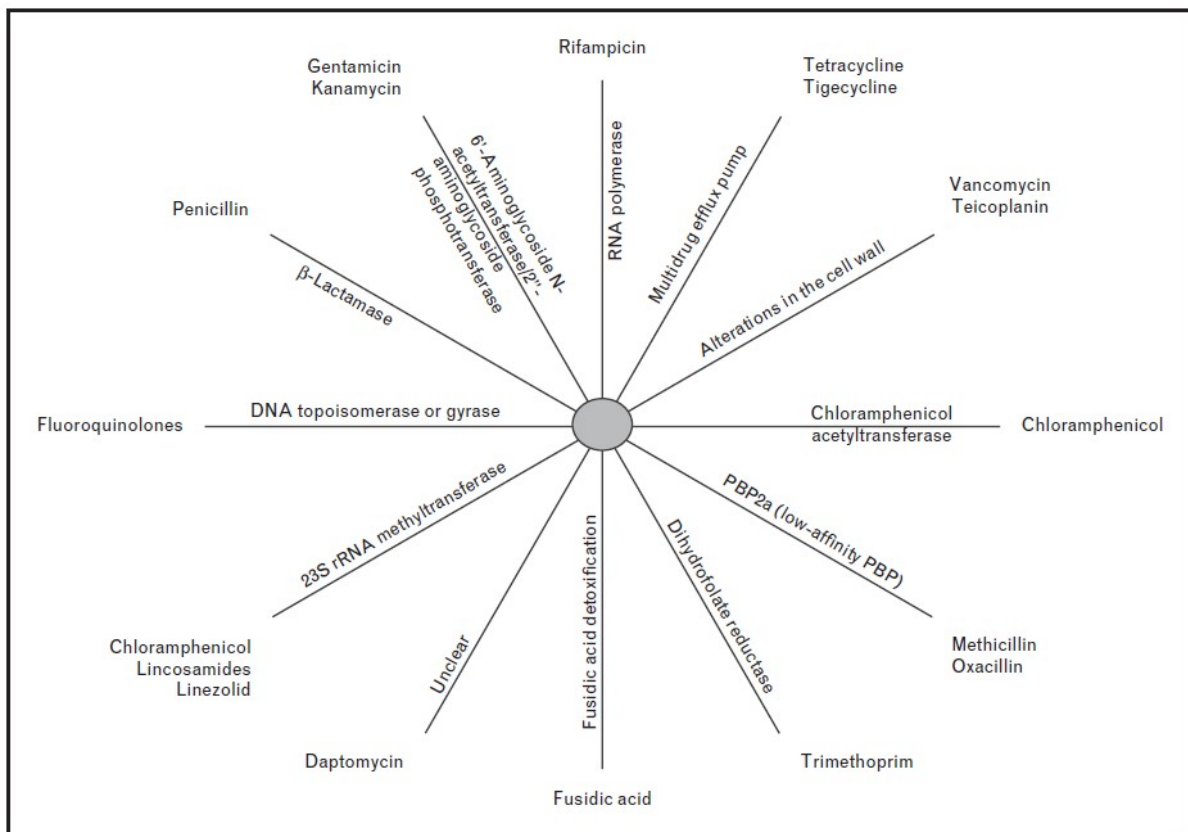 Rifampicin
Gentamicin
Kanamycin
Tetracycline
Tigecycline
6'-Aminoglycoside N-
acetyltransferase/2"-
aminoglycoside
phosphotransferase
RNA polymerase
Multidrug efflux pump
Penicillin
Vancomycin
Teicoplanin
β-Lactamase
Alterations in the cell wall
Fluoroquinolones
DNA topoisomerase or gyrase
Chloramphenicol
acetyltransferase
Chloramphenicol
23S rRNA methyltransferase
PBP2a (low-affinity PBP)
Chloramphenicol
Lincosamides
Linezolid
Unclear
Fusidic acid detoxification
Dihydrofolate reductase
Methicillin
Oxacillin
Daptomycin
Trimethoprim
Fusidic acid